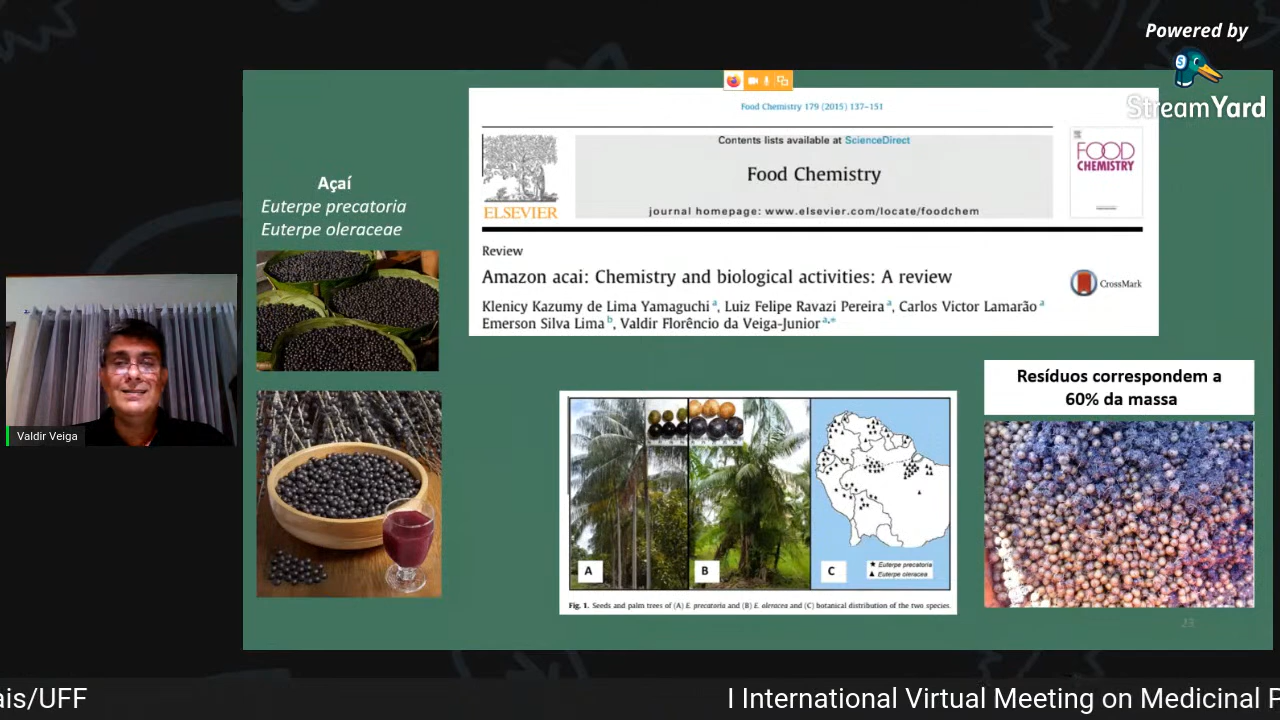 Powered by
StreamYard
Food Chemistry 179 (2015) 137–151
Contents lists available at ScienceDirect
Food Chemistry
journal homepage: www.elsevier.com/locate/foodchem
ELSEVIER
FOOD
CHEMISTRY
Review
Amazon acai: Chemistry and biological activities: A review
CrossMark
Klenicy Kazumy de Lima Yamaguchi a, Luiz Felipe Ravazi Pereira a, Carlos Victor Lamarão a
Emerson Silva Lima b, Valdir Florêncio da Veiga-Junior a,*
Açaí
Euterpe precatoria
Euterpe oleraceae
Valdir Veiga
Resíduos correspondem a
60% da massa
A
B
C
Euterpe precatoria
Euterpe oleracea
Fig. 1. Seeds and palm trees of (A) E. precatoria and (B) E. oleracea and (C) botanical distribution of the two species.
13
ais/UFF
I International Virtual Meeting on Medicinal P